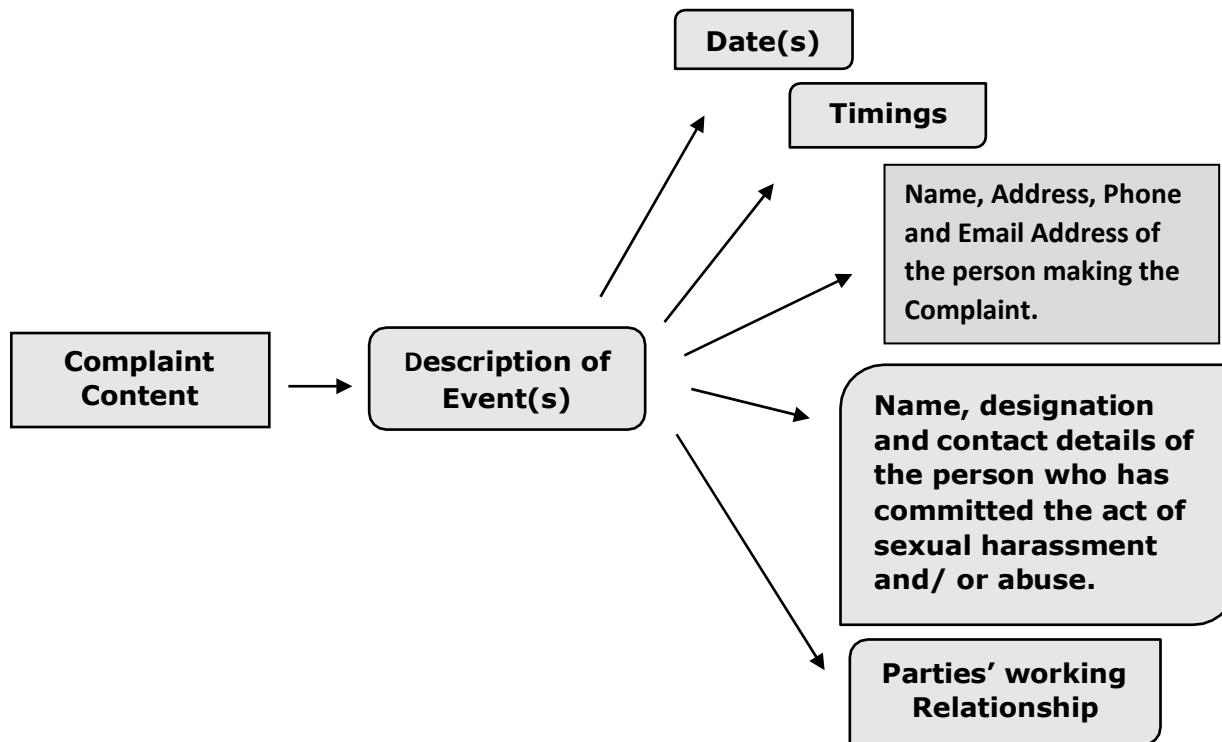 Date(s)
Timings
Name, Address, Phone
and Email Address of
the person making the
Complaint.
Complaint
Content
Description of
Event(s)
Name, designation
and contact details of
the person who has
committed the act of
sexual harassment
and/ or abuse.
Parties’ working
Relationship